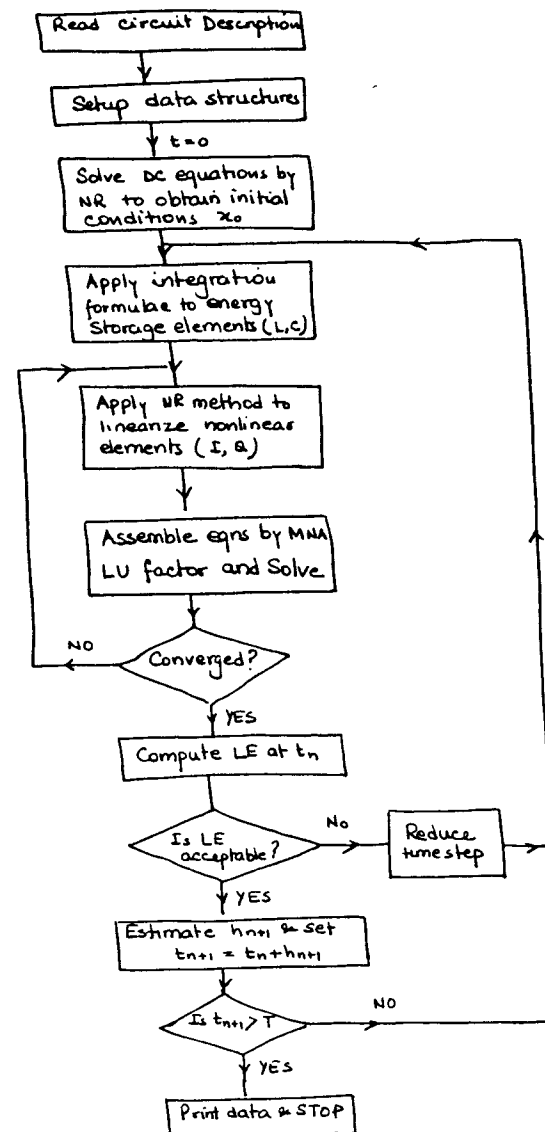 Read circuit Description
Setup data structures
t=0
Solve DC equations by
NR to obtain initial
conditions x₀
Apply integration
formulae to energy
Storage elements (L,C)
Apply NR method to
linearize nonlinear
elements (I, Q)
Assemble eqns by MNA
LU factor and Solve
NO
Converged?
YES
Compute LE at tₙ
Is LE
acceptable?
NO
Reduce
timestep
YES
Estimate hₙ₊₁ & set
tₙ₊₁ = tₙ+hₙ₊₁
Is tₙ₊₁ > T
NO
YES
Print data & STOP